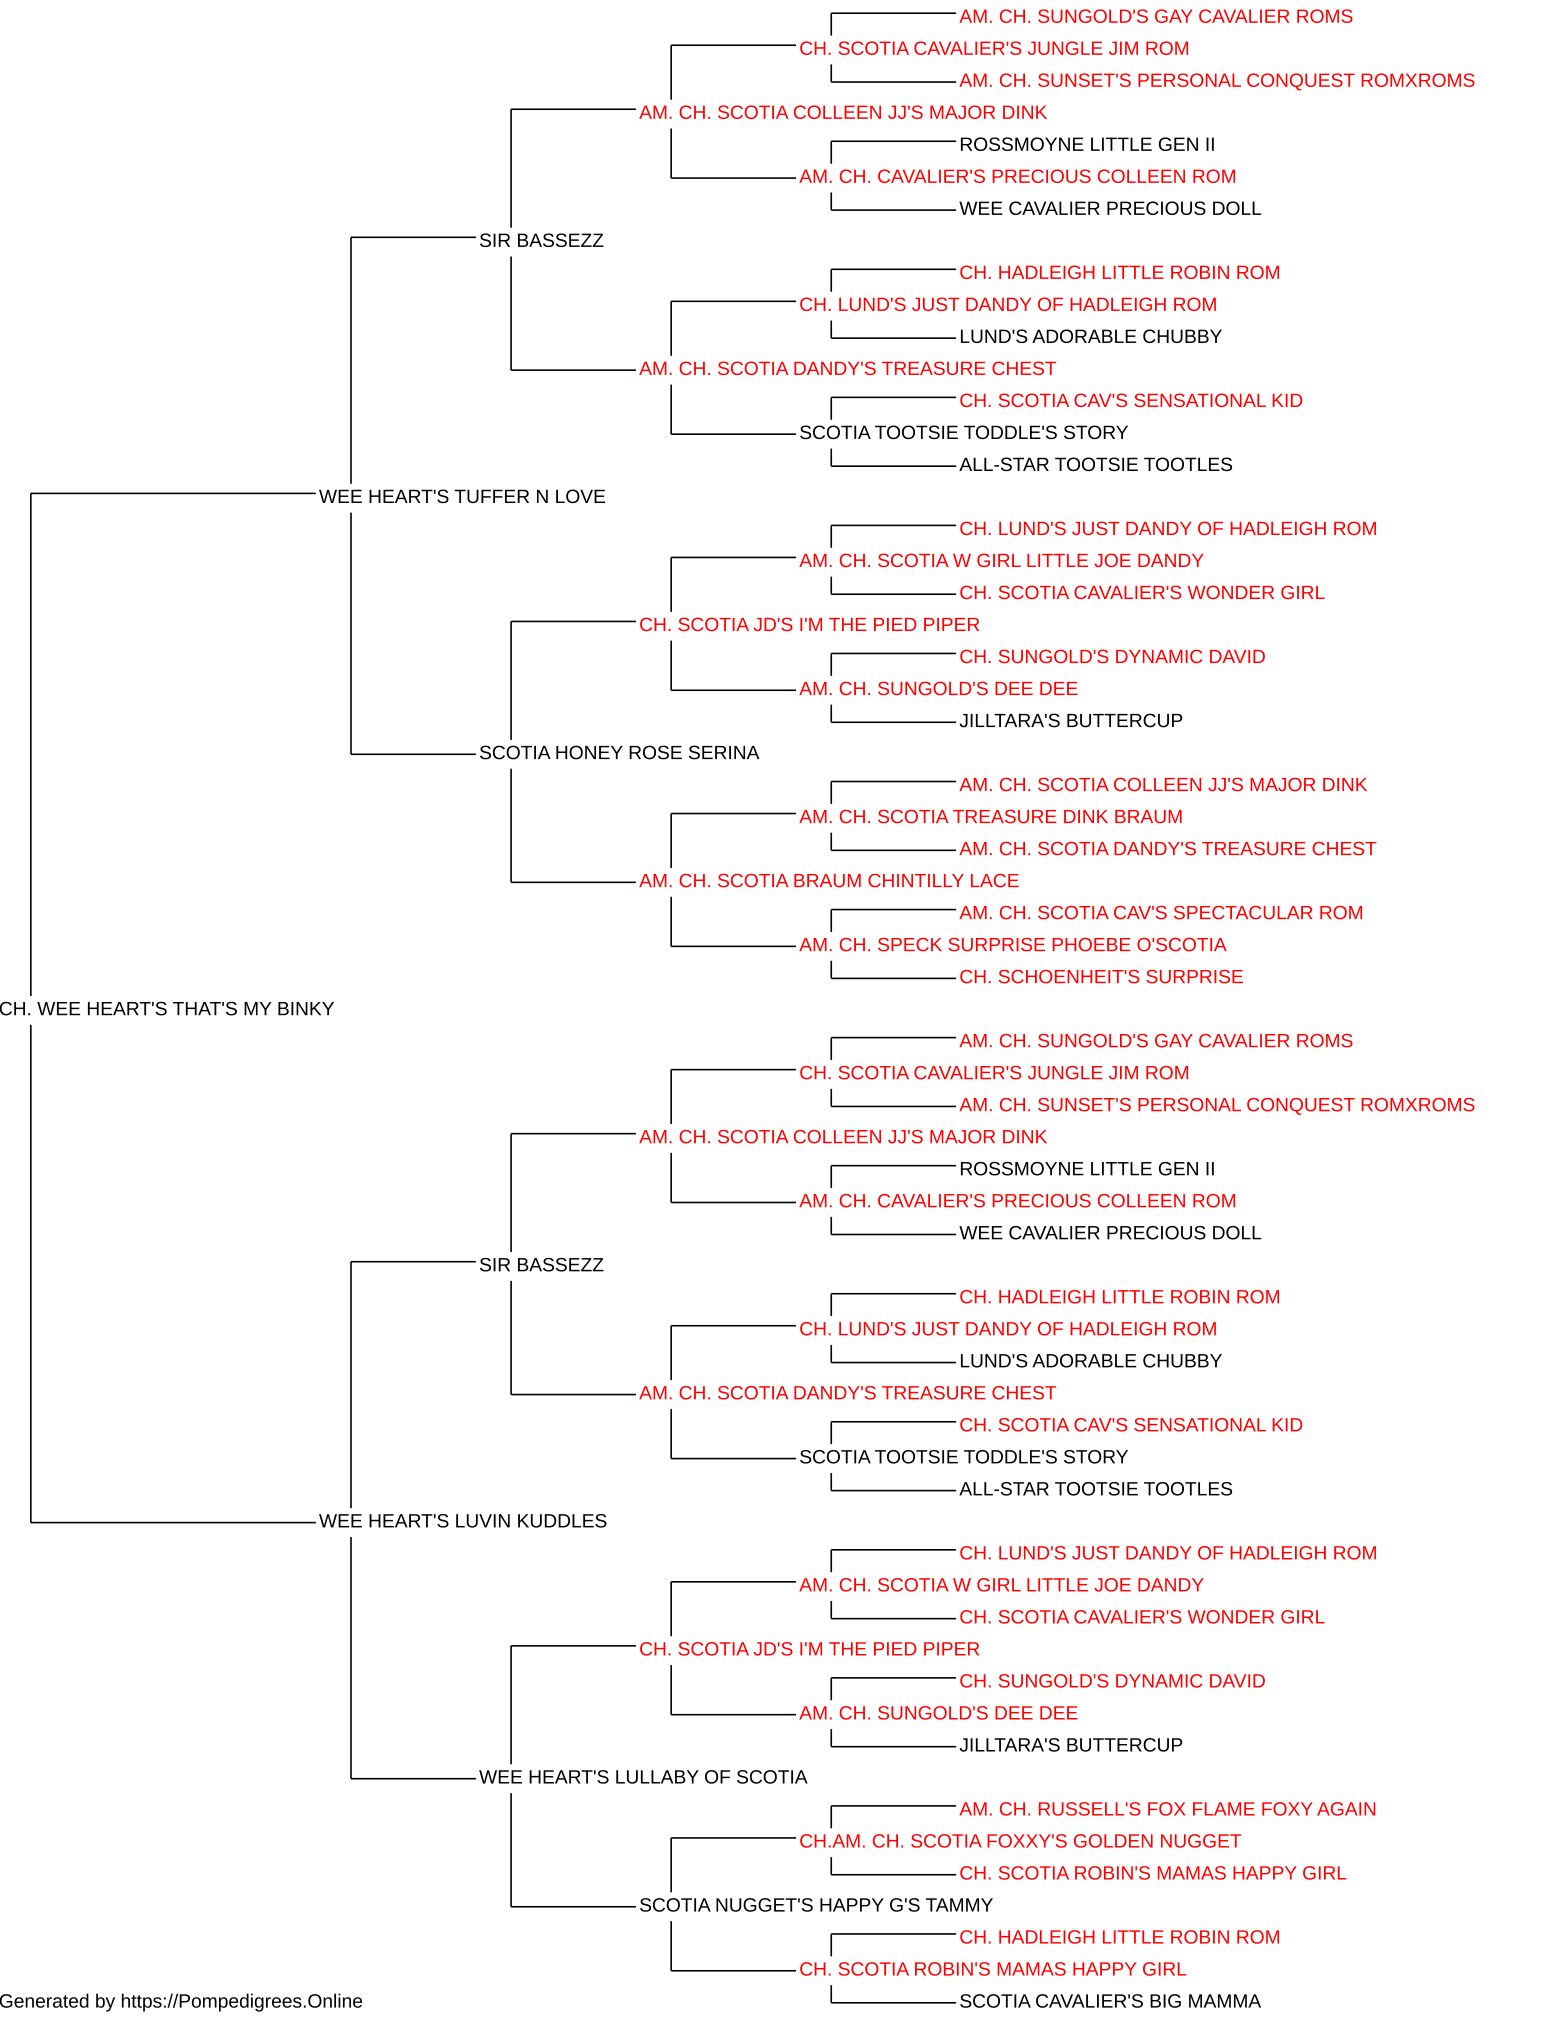 AM. CH. SUNGOLD'S GAY CAVALIER ROMS
CH. SCOTIA CAVALIER'S JUNGLE JIM ROM
AM. CH. SUNSET'S PERSONAL CONQUEST ROMXROMS
AM. CH. SCOTIA COLLEEN JJ'S MAJOR DINK
ROSSMOYNE LITTLE GEN II
AM. CH. CAVALIER'S PRECIOUS COLLEEN ROM
WEE CAVALIER PRECIOUS DOLL
SIR BASSEZZ
CH. HADLEIGH LITTLE ROBIN ROM
CH. LUND'S JUST DANDY OF HADLEIGH ROM
LUND'S ADORABLE CHUBBY
AM. CH. SCOTIA DANDY'S TREASURE CHEST
CH. SCOTIA CAV'S SENSATIONAL KID
SCOTIA TOOTSIE TODDLE'S STORY
ALL-STAR TOOTSIE TOOTLES
WEE HEART'S TUFFER N LOVE
CH. LUND'S JUST DANDY OF HADLEIGH ROM
AM. CH. SCOTIA W GIRL LITTLE JOE DANDY
CH. SCOTIA CAVALIER'S WONDER GIRL
CH. SCOTIA JD'S I'M THE PIED PIPER
CH. SUNGOLD'S DYNAMIC DAVID
AM. CH. SUNGOLD'S DEE DEE
JILLTARA'S BUTTERCUP
SCOTIA HONEY ROSE SERINA
AM. CH. SCOTIA COLLEEN JJ'S MAJOR DINK
AM. CH. SCOTIA TREASURE DINK BRAUM
AM. CH. SCOTIA DANDY'S TREASURE CHEST
AM. CH. SCOTIA BRAUM CHINTILLY LACE
AM. CH. SCOTIA CAV'S SPECTACULAR ROM
AM. CH. SPECK SURPRISE PHOEBE O'SCOTIA
CH. SCHOENHEIT'S SURPRISE
CH. WEE HEART'S THAT'S MY BINKY
AM. CH. SUNGOLD'S GAY CAVALIER ROMS
CH. SCOTIA CAVALIER'S JUNGLE JIM ROM
AM. CH. SUNSET'S PERSONAL CONQUEST ROMXROMS
AM. CH. SCOTIA COLLEEN JJ'S MAJOR DINK
ROSSMOYNE LITTLE GEN II
AM. CH. CAVALIER'S PRECIOUS COLLEEN ROM
WEE CAVALIER PRECIOUS DOLL
SIR BASSEZZ
CH. HADLEIGH LITTLE ROBIN ROM
CH. LUND'S JUST DANDY OF HADLEIGH ROM
LUND'S ADORABLE CHUBBY
AM. CH. SCOTIA DANDY'S TREASURE CHEST
CH. SCOTIA CAV'S SENSATIONAL KID
SCOTIA TOOTSIE TODDLE'S STORY
ALL-STAR TOOTSIE TOOTLES
WEE HEART'S LUVIN KUDDLES
CH. LUND'S JUST DANDY OF HADLEIGH ROM
AM. CH. SCOTIA W GIRL LITTLE JOE DANDY
CH. SCOTIA CAVALIER'S WONDER GIRL
CH. SCOTIA JD'S I'M THE PIED PIPER
CH. SUNGOLD'S DYNAMIC DAVID
AM. CH. SUNGOLD'S DEE DEE
JILLTARA'S BUTTERCUP
WEE HEART'S LULLABY OF SCOTIA
AM. CH. RUSSELL'S FOX FLAME FOXY AGAIN
CH.AM. CH. SCOTIA FOXXY'S GOLDEN NUGGET
CH. SCOTIA ROBIN'S MAMAS HAPPY GIRL
SCOTIA NUGGET'S HAPPY G'S TAMMY
CH. HADLEIGH LITTLE ROBIN ROM
CH. SCOTIA ROBIN'S MAMAS HAPPY GIRL
SCOTIA CAVALIER'S BIG MAMMA
Generated by https://Pompedigrees.Online